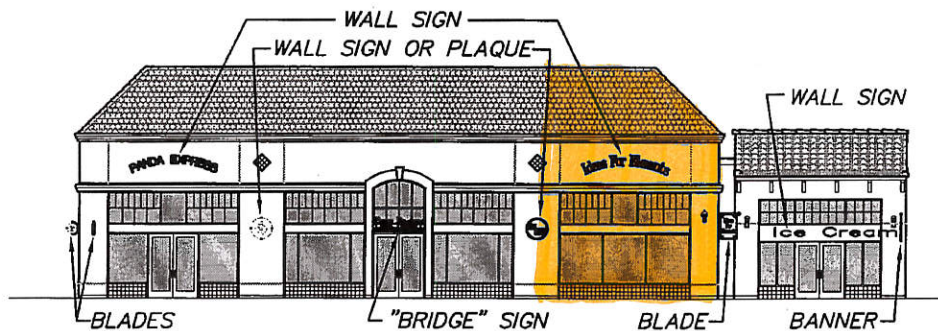 WALL SIGN
WALL SIGN OR PLAQUE
WALL SIGN
PANDA EXPRESS
Ice Cream
BLADES
"BRIDGE" SIGN
BLADE
BANNER